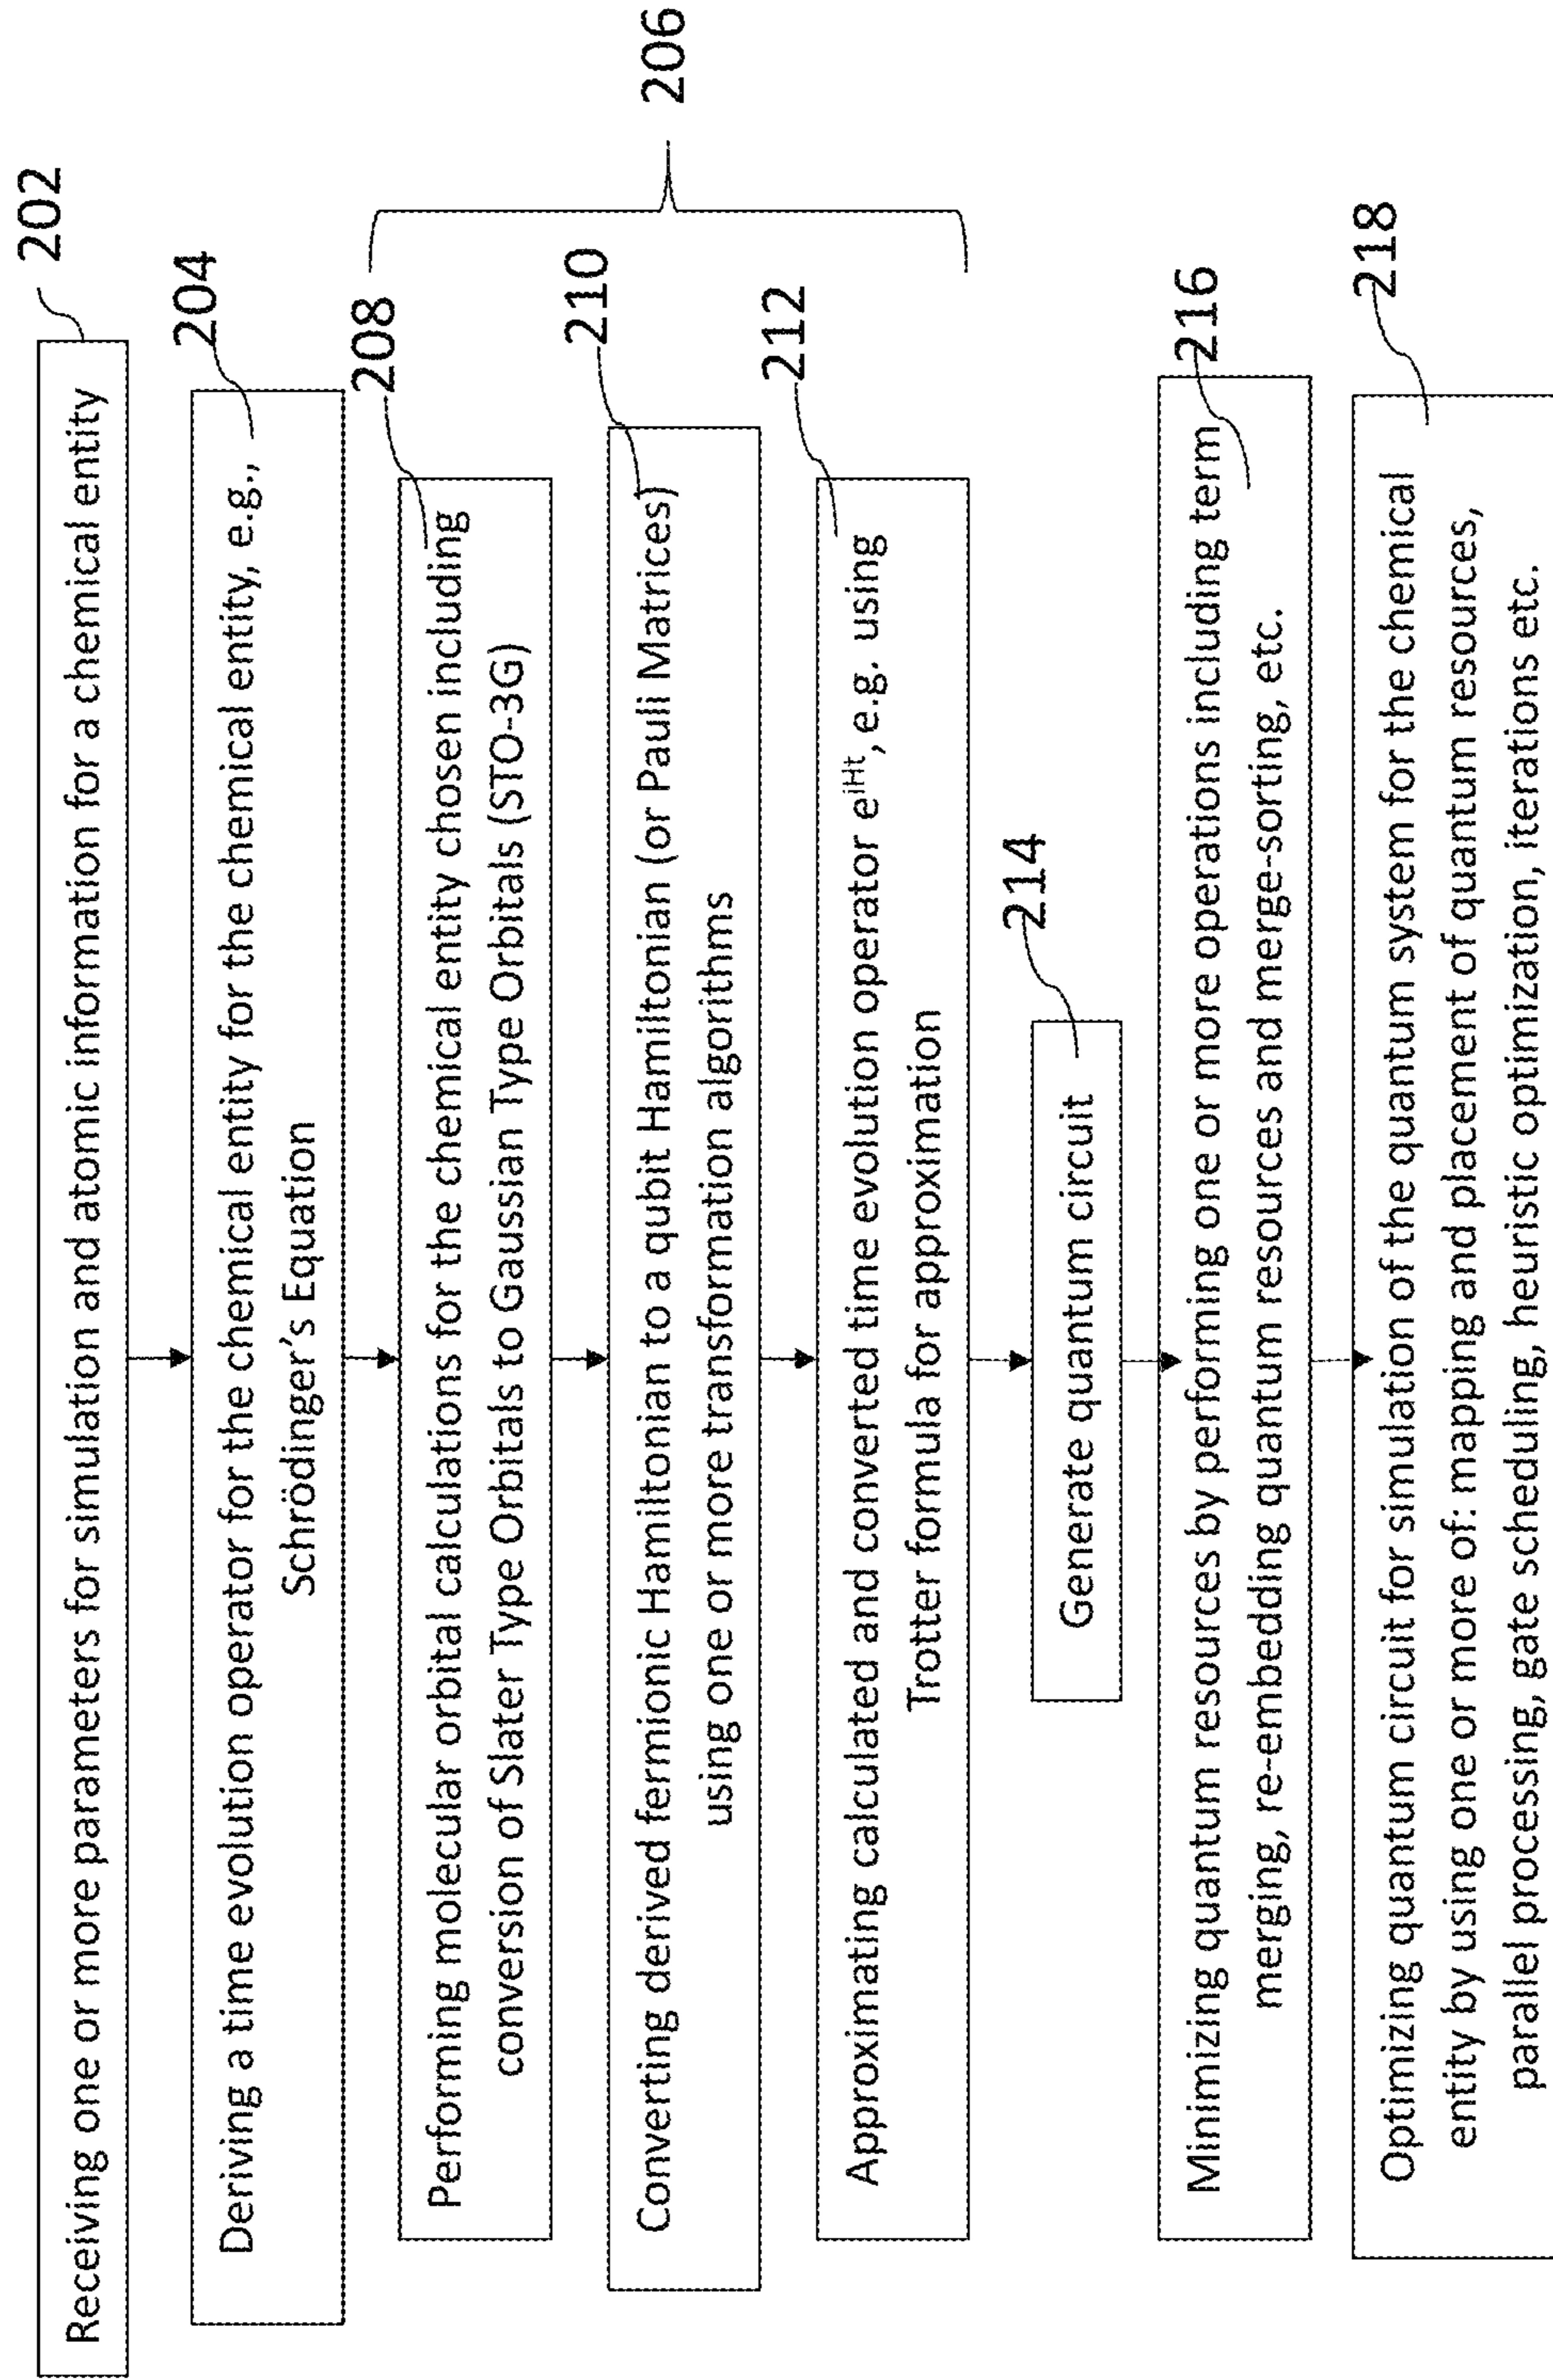 202
Receiving one or more parameters for simulation and atomic information for a chemical entity
204
Deriving a time evolution operator for the chemical entity for the chemical entity, e.g.,
Schrödinger’s Equation
206
208
Performing molecular orbital calculations for the chemical entity chosen including
conversion of Slater Type Orbitals to Gaussian Type Orbitals (STO-3G)
210
Converting derived fermionic Hamiltonian to a qubit Hamiltonian (or Pauli Matrices)
using one or more transformation algorithms
212
Approximating calculated and converted time evolution operator e^iHt, e.g. using
Trotter formula for approximation
214
Generate quantum circuit
216
Minimizing quantum resources by performing one or more operations including term
merging, re-embedding quantum resources and merge-sorting, etc.
218
Optimizing quantum circuit for simulation of the quantum system for the chemical
entity by using one or more of: mapping and placement of quantum resources,
parallel processing, gate scheduling, heuristic optimization, iterations etc.